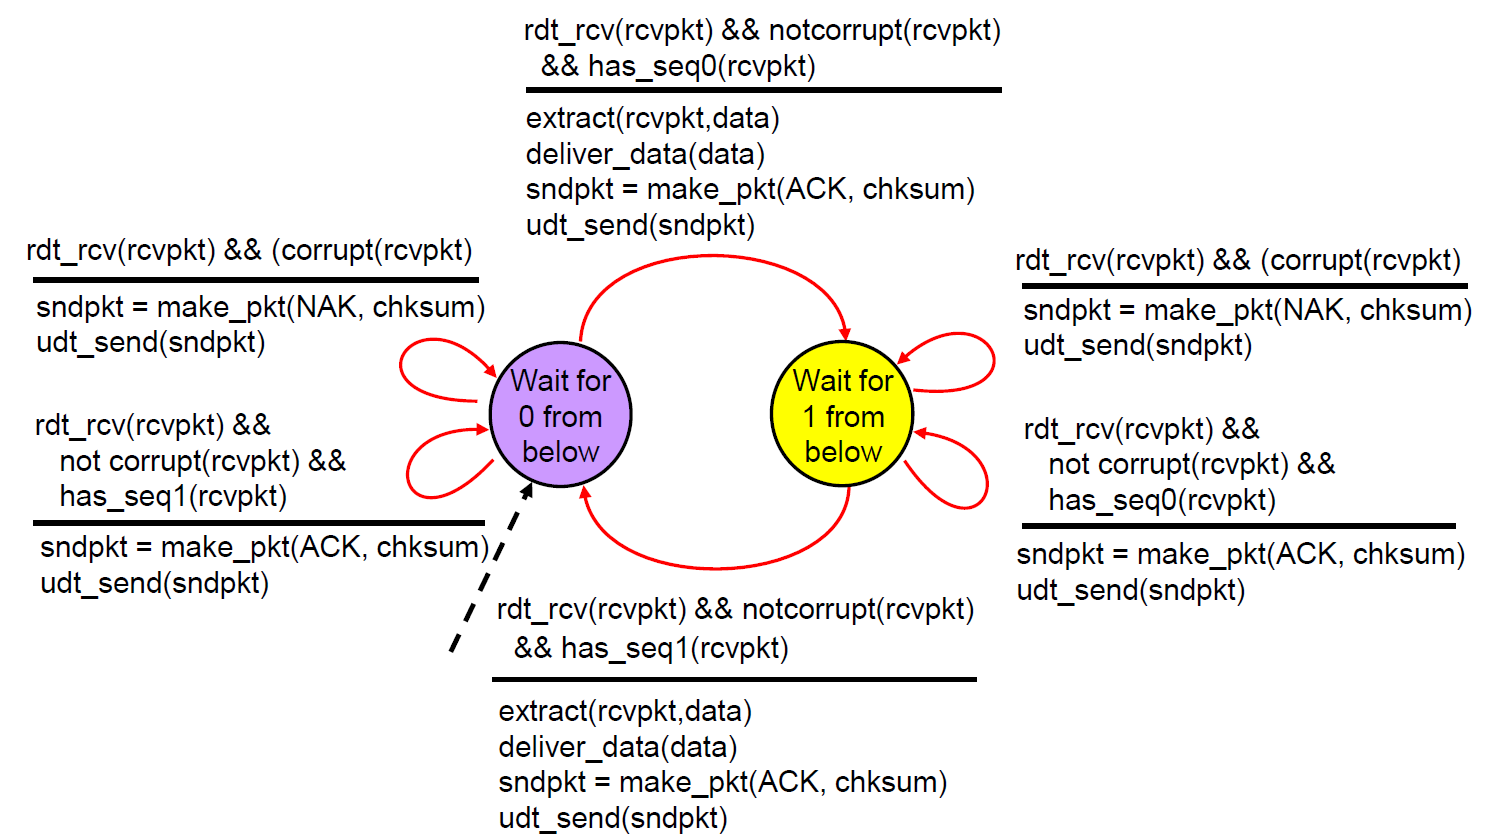 rdt_rcv(rcvpkt) && notcorrupt(rcvpkt)
&& has_seq0(rcvpkt)
extract(rcvpkt,data)
deliver_data(data)
sndpkt = make_pkt(ACK, chksum)
udt_send(sndpkt)
rdt_rcv(rcvpkt) && (corrupt(rcvpkt)
sndpkt = make_pkt(NAK, chksum)
udt_send(sndpkt)
rdt_rcv(rcvpkt) &&
not corrupt(rcvpkt) &&
has_seq1(rcvpkt)
sndpkt = make_pkt(ACK, chksum)
udt_send(sndpkt)
Wait for
0 from
below
Wait for
1 from
below
rdt_rcv(rcvpkt) && (corrupt(rcvpkt)
sndpkt = make_pkt(NAK, chksum)
udt_send(sndpkt)
rdt_rcv(rcvpkt) &&
not corrupt(rcvpkt) &&
has_seq0(rcvpkt)
sndpkt = make_pkt(ACK, chksum)
udt_send(sndpkt)
rdt_rcv(rcvpkt) && notcorrupt(rcvpkt)
&& has_seq1(rcvpkt)
extract(rcvpkt,data)
deliver_data(data)
sndpkt = make_pkt(ACK, chksum)
udt_send(sndpkt)